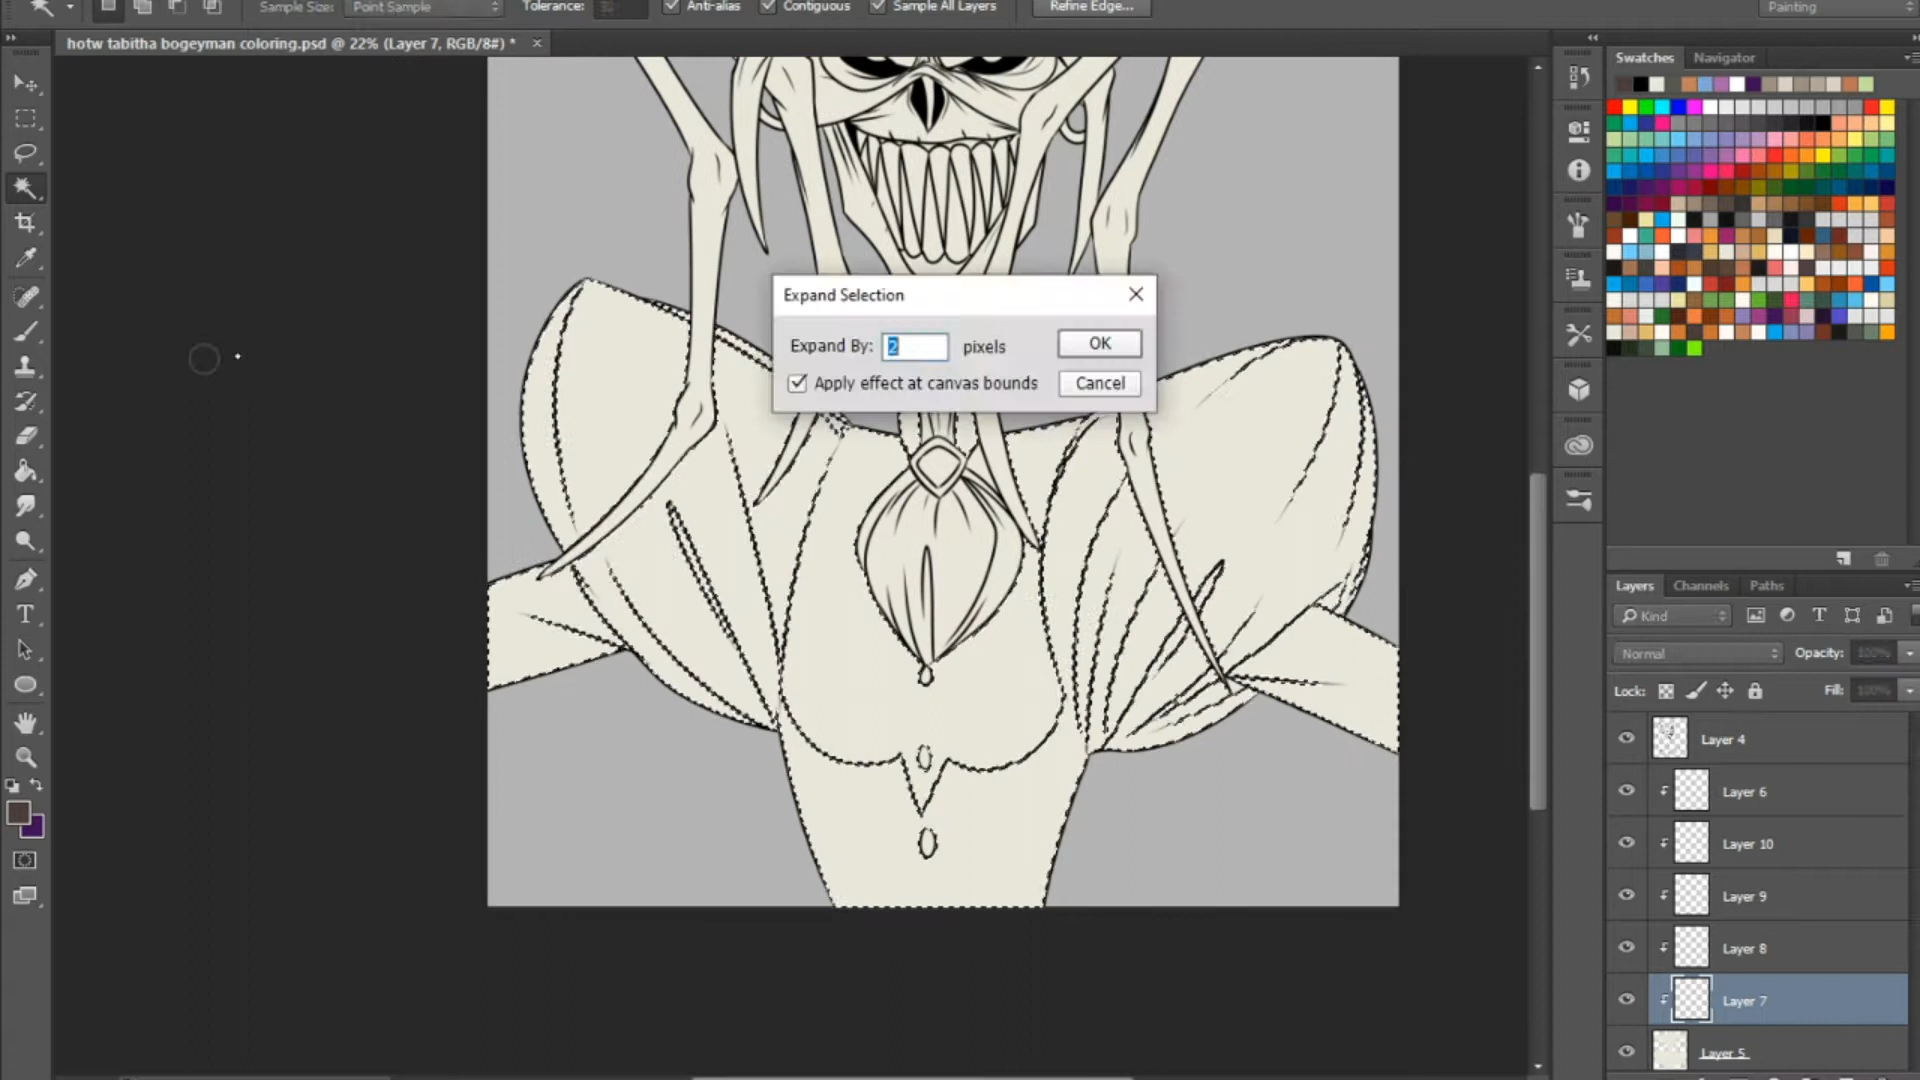 Sample Size: Point Sample Tolerance: Anti-alias Contiguous Sample All Layers Refine Edge... Painting
hotw tabitha bogeyman coloring.psd @ 22% (Layer 7, RGB/8#) * ×
Swatches Navigator
Expand Selection
Expand By: 2 pixels OK
Apply effect at canvas bounds Cancel
Layers Channels Paths
Kind
Normal Opacity: 100%
Lock: Fill: 100%
Layer 4
Layer 6
Layer 10
Layer 9
Layer 8
Layer 7
Layer 5